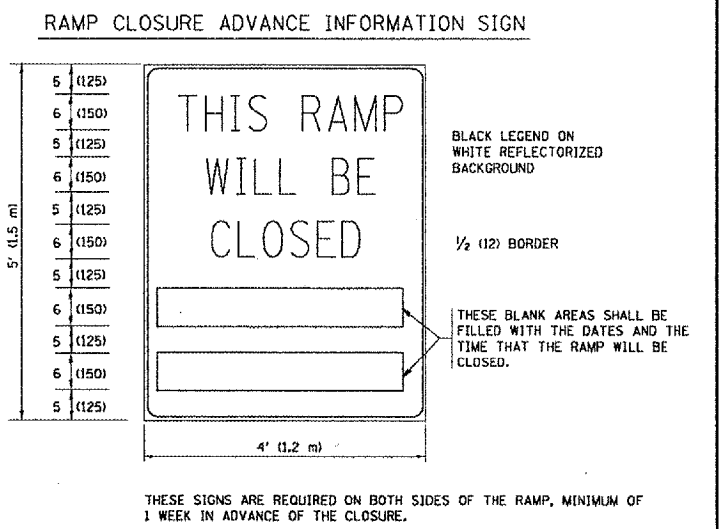 RAMP CLOSURE ADVANCE INFORMATION SIGN
5 (125)
6 (150)
5 (125)
6 (150)
5 (125)
6 (150)
5 (125)
6 (150)
5 (125)
6 (150)
5 (125)
5' (1.5 m)
THIS RAMP
WILL BE
CLOSED
BLACK LEGEND ON
WHITE REFLECTORIZED
BACKGROUND
1/2 (12) BORDER
THESE BLANK AREAS SHALL BE
FILLED WITH THE DATES AND THE
TIME THAT THE RAMP WILL BE
CLOSED.
4' (1.2 m)
THESE SIGNS ARE REQUIRED ON BOTH SIDES OF THE RAMP, MINIMUM OF
1 WEEK IN ADVANCE OF THE CLOSURE.